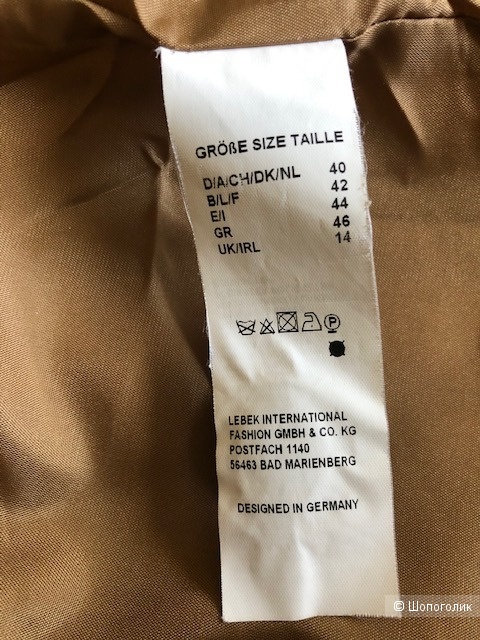 GRÖßE SIZE TAILLE
D/A/CH/DK/NL 40
B/L/F 42
E/I 44
GR 46
UK/IRL 14
P
LEBEK INTERNATIONAL
FASHION GMBH & CO. KG
POSTFACH 1140
56463 BAD MARIENBERG
DESIGNED IN GERMANY
© Шопоголик